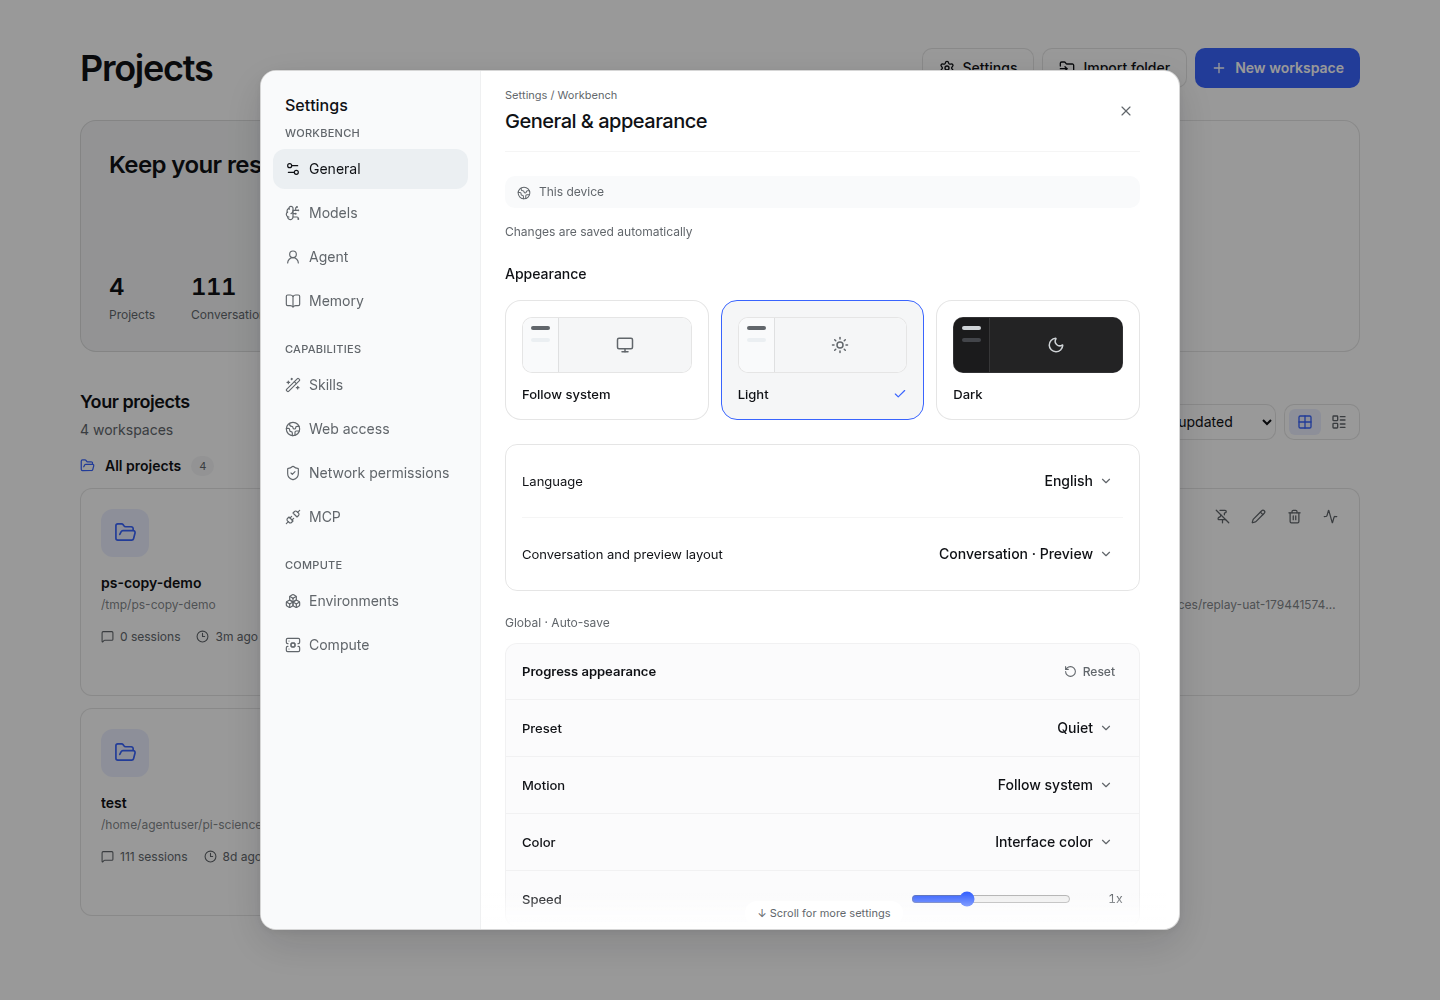 Projects
Settings
Import folder
New workspace
Keep your res
4
111
Projects
Conversatio
Your projects
4 workspaces
All projects
4
updated
ps-copy-demo
/tmp/ps-copy-demo
0 sessions
3m ago
ces/replay-uat-179441574...
test
/home/agentuser/pi-science
111 sessions
8d ago
Settings
WORKBENCH
General
Models
Agent
Memory
CAPABILITIES
Skills
Web access
Network permissions
MCP
COMPUTE
Environments
Compute
Settings / Workbench
General & appearance
This device
Changes are saved automatically
Appearance
Follow system
Light
Dark
Language
English
Conversation and preview layout
Conversation · Preview
Global · Auto-save
Progress appearance
Reset
Preset
Quiet
Motion
Follow system
Color
Interface color
Speed
1x
Scroll for more settings